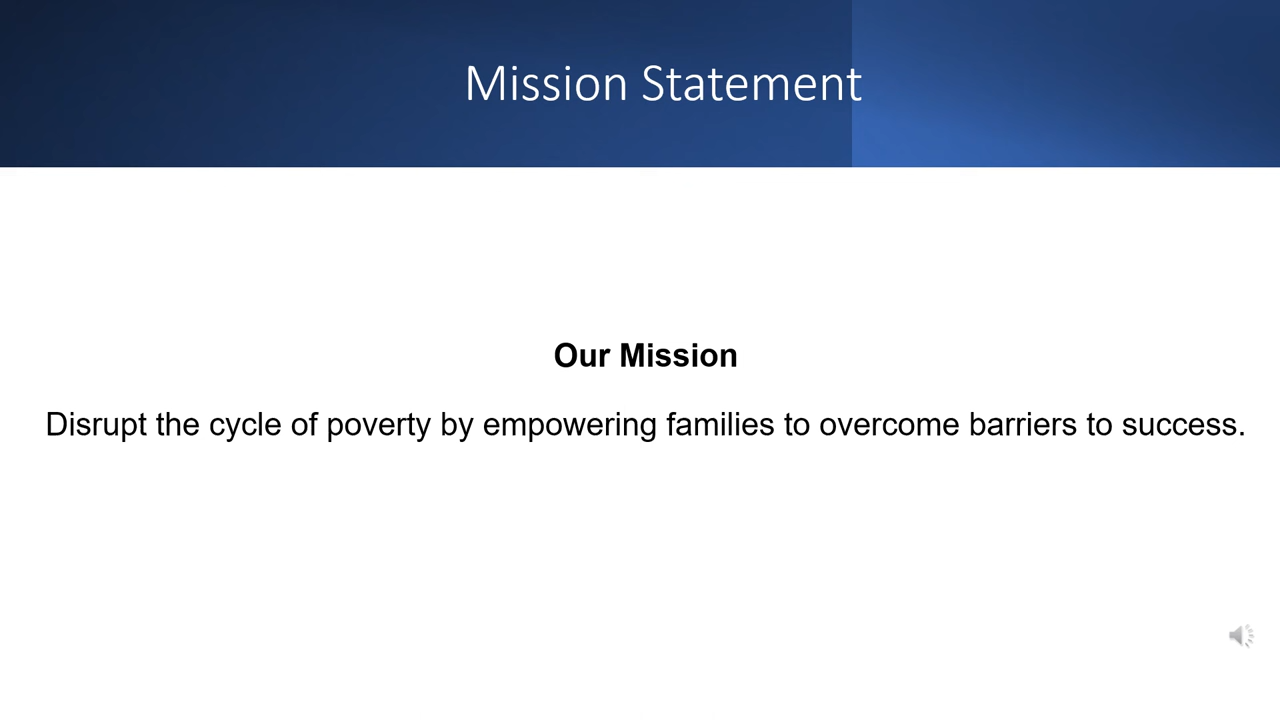 Mission Statement
Our Mission
Disrupt the cycle of poverty by empowering families to overcome barriers to success.